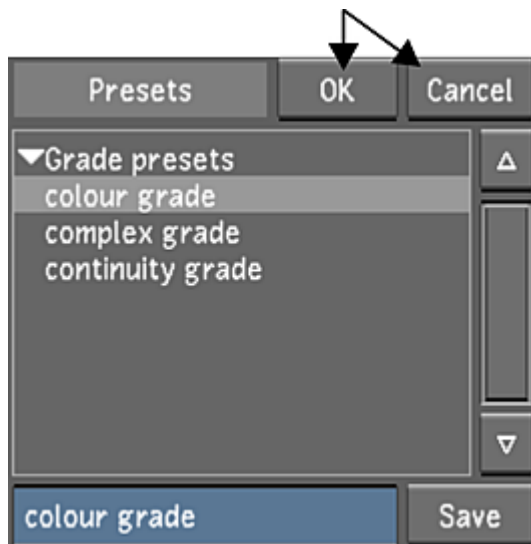 Presets OK Cancel
Grade presets
colour grade
complex grade
continuity grade
colour grade Save